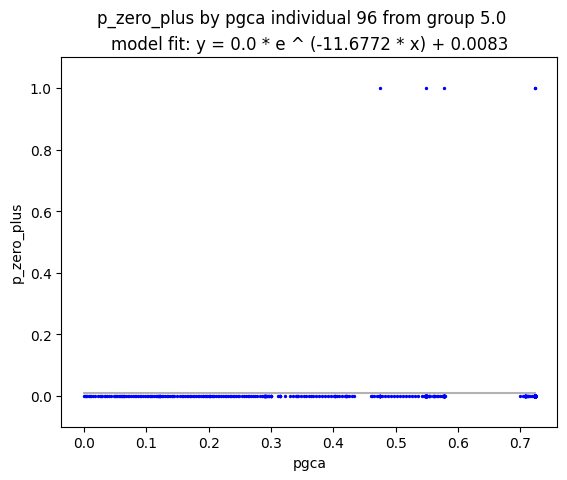 p_zero_plus by pgca individual 96 from group 5.0
model fit: y = 0.0 * e ^ (-11.6772 * x) + 0.0083
1.0
0.8
0.6
0.4
0.2
0.0
p_zero_plus
0.0 0.1 0.2 0.3 0.4 0.5 0.6 0.7
pgca